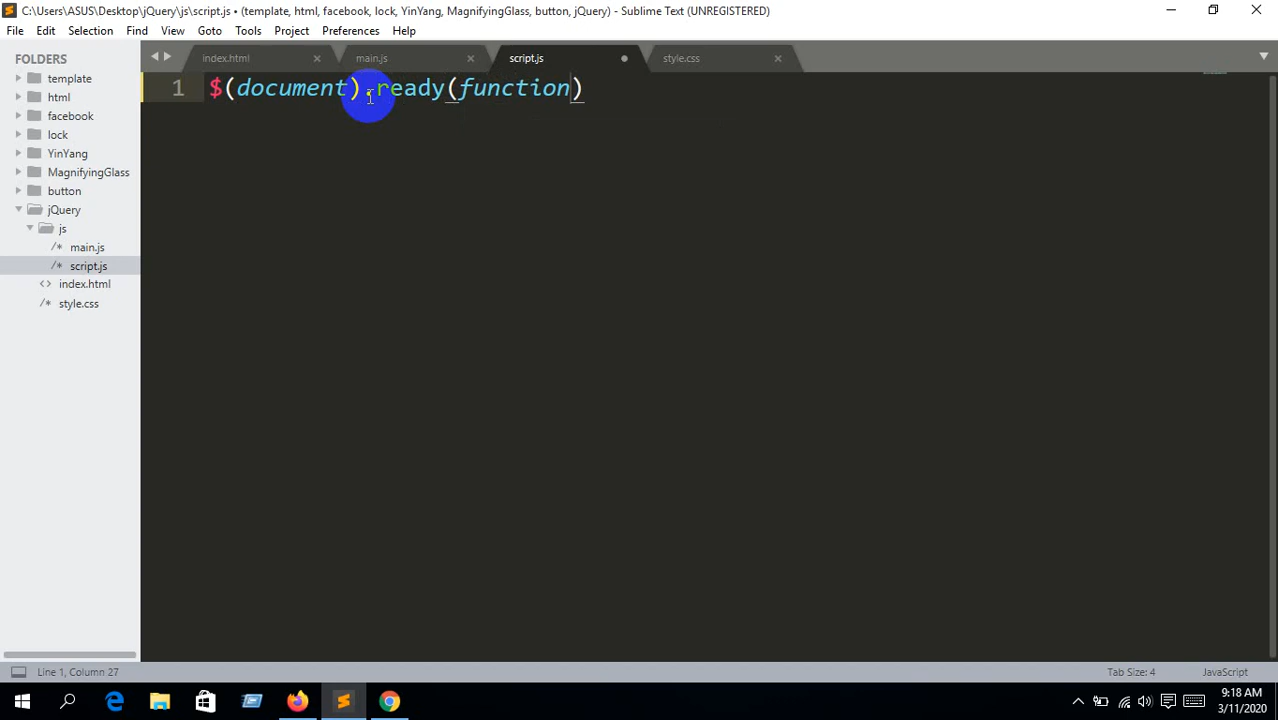 C:\Users\ASUS\Desktop\jQuery\js\script.js • (template, html, facebook, lock, YinYang, MagnifyingGlass, button, jQuery) - Sublime Text (UNREGISTERED)
File Edit Selection Find View Goto Tools Project Preferences Help
FOLDERS
template
html
facebook
lock
YinYang
MagnifyingGlass
button
jQuery
js
/* main.js
/* script.js
<> index.html
/* style.css
index.html main.js script.js style.css
1 $(document).ready(function)
Line 1, Column 27 Tab Size: 4 JavaScript
9:18 AM
3/11/2020